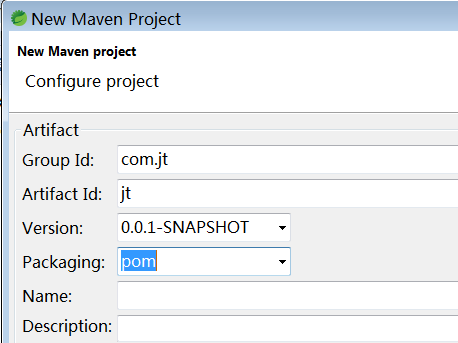 New Maven Project
New Maven project
Configure project
Artifact
Group Id: com.jt
Artifact Id: jt
Version: 0.0.1-SNAPSHOT
Packaging: pom
Name:
Description: